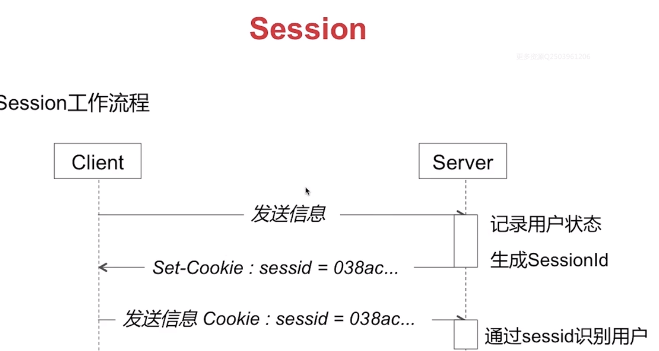 Session
Session工作流程
Client
Server
发送信息
记录用户状态
生成SessionId
Set-Cookie : sessid = 038ac...
发送信息 Cookie : sessid = 038ac...
通过sessid识别用户